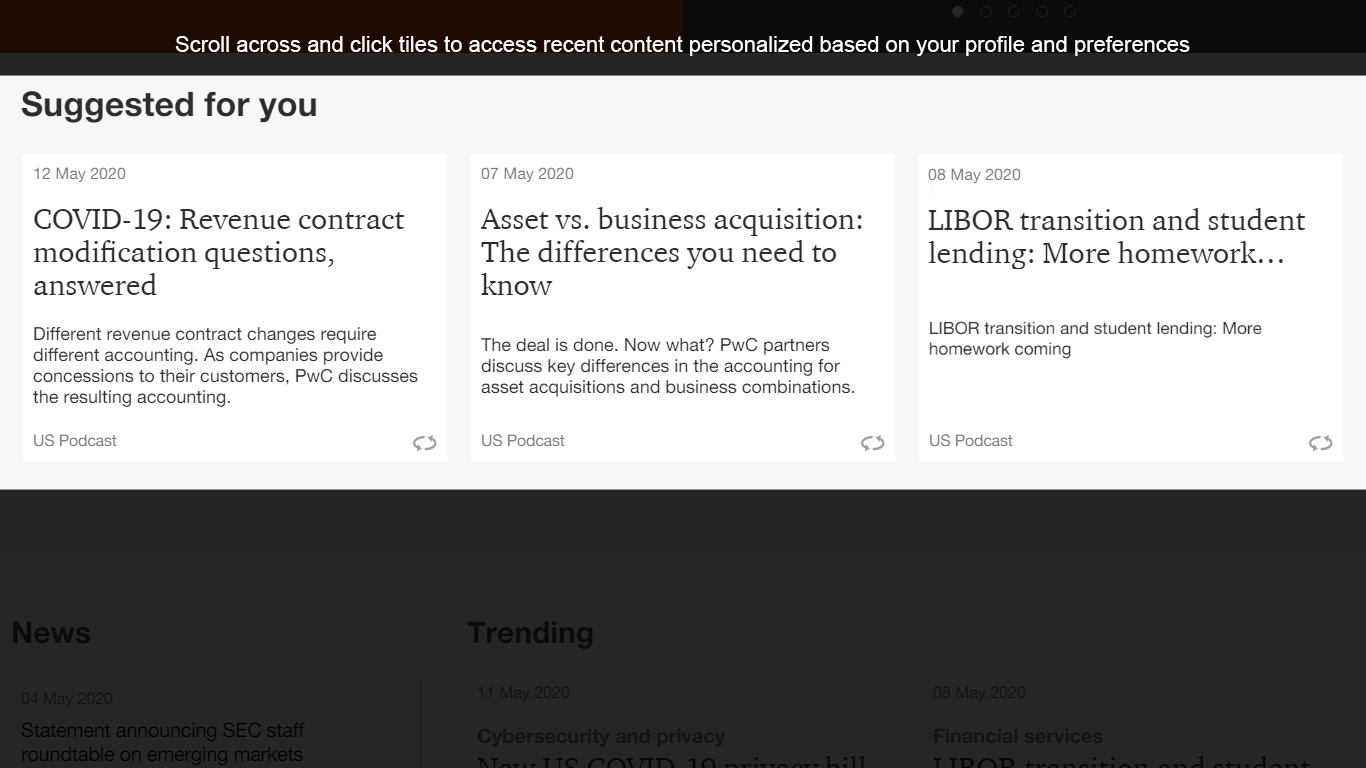 Scroll across and click tiles to access recent content personalized based on your profile and preferences
Suggested for you
12 May 2020
COVID-19: Revenue contract
modification questions,
answered
Different revenue contract changes require
different accounting. As companies provide
concessions to their customers, PwC discusses
the resulting accounting.
US Podcast
07 May 2020
Asset vs. business acquisition:
The differences you need to
know
The deal is done. Now what? PwC partners
discuss key differences in the accounting for
asset acquisitions and business combinations.
US Podcast
08 May 2020
LIBOR transition and student
lending: More homework…
LIBOR transition and student lending: More
homework coming
US Podcast
News
04 May 2020
Statement announcing SEC staff
roundtable on emerging markets
Trending
11 May 2020
Cybersecurity and privacy
New US COVID-19 privacy bill
08 May 2020
Financial services
LIBOR transition and student